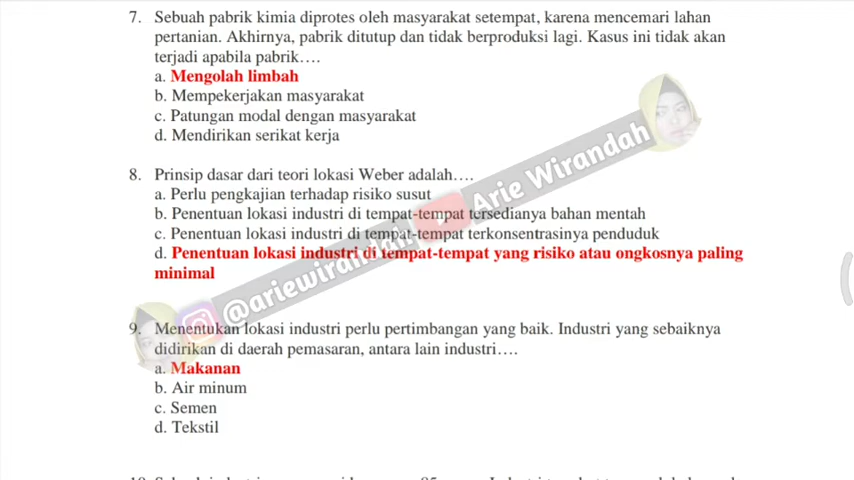 7. Sebuah pabrik kimia diprotes oleh masyarakat setempat, karena mencemari lahan
pertanian. Akhirnya, pabrik ditutup dan tidak berproduksi lagi. Kasus ini tidak akan
terjadi apabila pabrik….
a. Mengolah limbah
b. Mempekerjakan masyarakat
c. Patungan modal dengan masyarakat
d. Mendirikan serikat kerja
8. Prinsip dasar dari teori lokasi Weber adalah….
a. Perlu pengkajian terhadap risiko susut
b. Penentuan lokasi industri di tempat-tempat tersedianya bahan mentah
c. Penentuan lokasi industri di tempat-tempat terkonsentrasinya penduduk
d. Penentuan lokasi industri di tempat-tempat yang risiko atau ongkosnya paling
minimal
@ariewirandah Arie Wirandah
9. Menentukan lokasi industri perlu pertimbangan yang baik. Industri yang sebaiknya
didirikan di daerah pemasaran, antara lain industri….
a. Makanan
b. Air minum
c. Semen
d. Tekstil